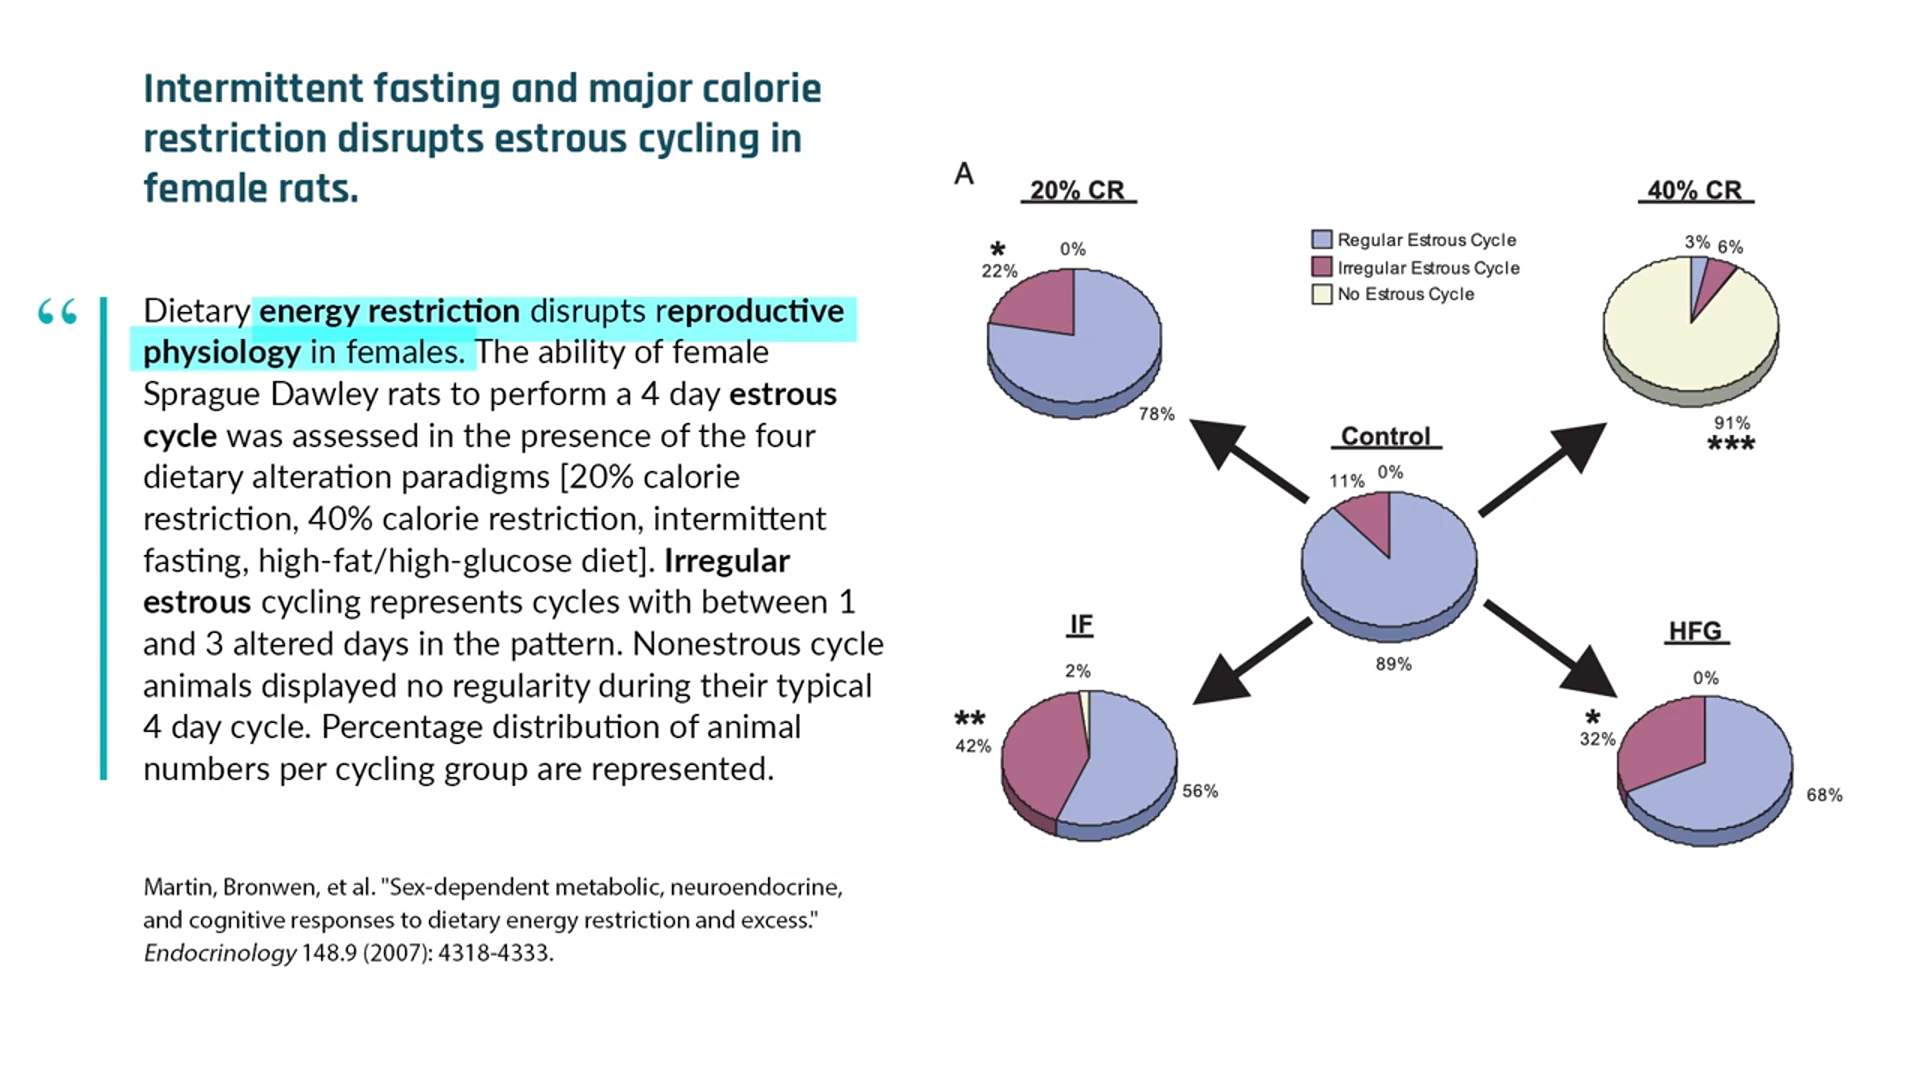 Intermittent fasting and major calorie
restriction disrupts estrous cycling in
female rats.
“
Dietary energy restriction disrupts reproductive
physiology in females. The ability of female
Sprague Dawley rats to perform a 4 day estrous
cycle was assessed in the presence of the four
dietary alteration paradigms [20% calorie
restriction, 40% calorie restriction, intermittent
fasting, high-fat/high-glucose diet]. Irregular
estrous cycling represents cycles with between 1
and 3 altered days in the pattern. Nonestrous cycle
animals displayed no regularity during their typical
4 day cycle. Percentage distribution of animal
numbers per cycling group are represented.
Martin, Bronwen, et al. "Sex-dependent metabolic, neuroendocrine,
and cognitive responses to dietary energy restriction and excess."
Endocrinology 148.9 (2007): 4318-4333.
A
20% CR
*
0%
22%
78%
Regular Estrous Cycle
Irregular Estrous Cycle
No Estrous Cycle
40% CR
3% 6%
91%
***
Control
11% 0%
89%
IF
2%
**
42%
56%
HFG
0%
*
32%
68%